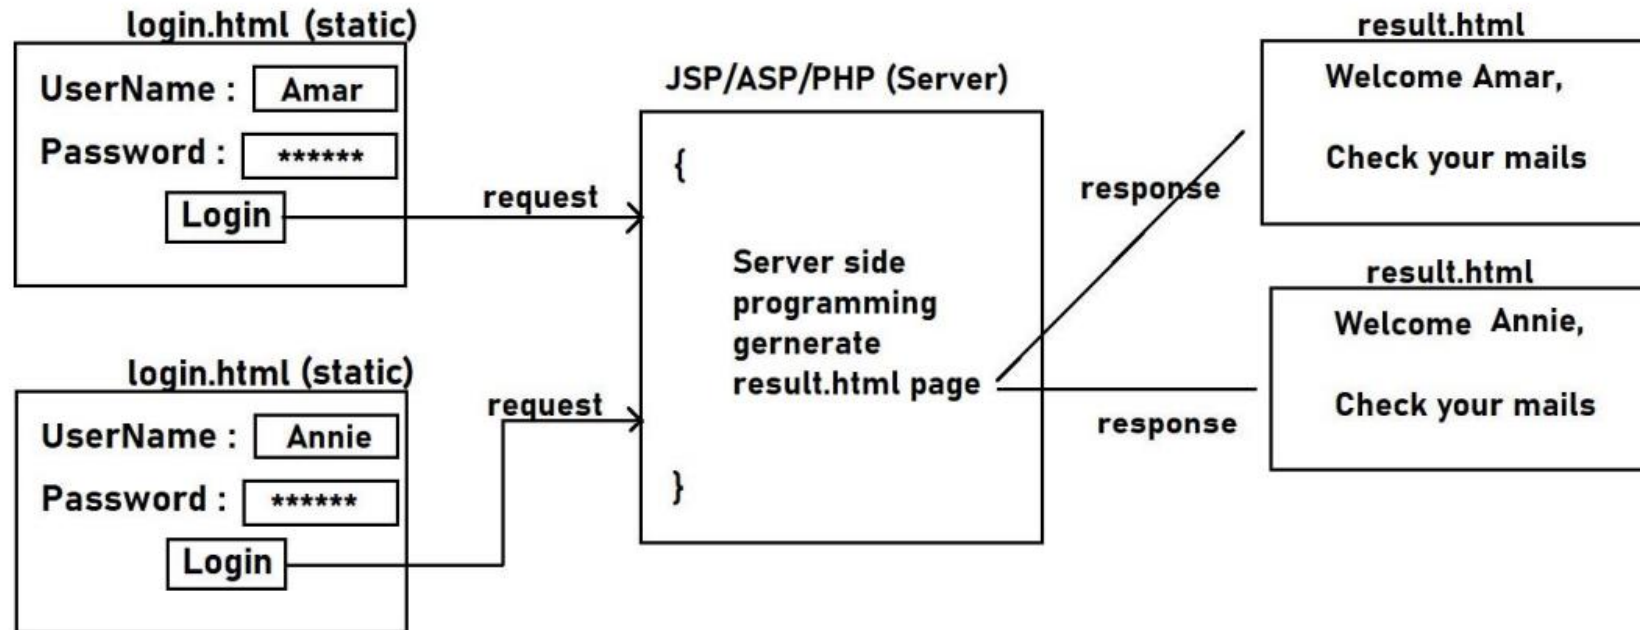 login.html (static)
UserName : Amar
Password : ******
Login
request
login.html (static)
UserName : Annie
Password : ******
Login
request
JSP/ASP/PHP (Server)
{
Server side
programming
gernerate
result.html page
}
response
response
result.html
Welcome Amar,
Check your mails
result.html
Welcome Annie,
Check your mails